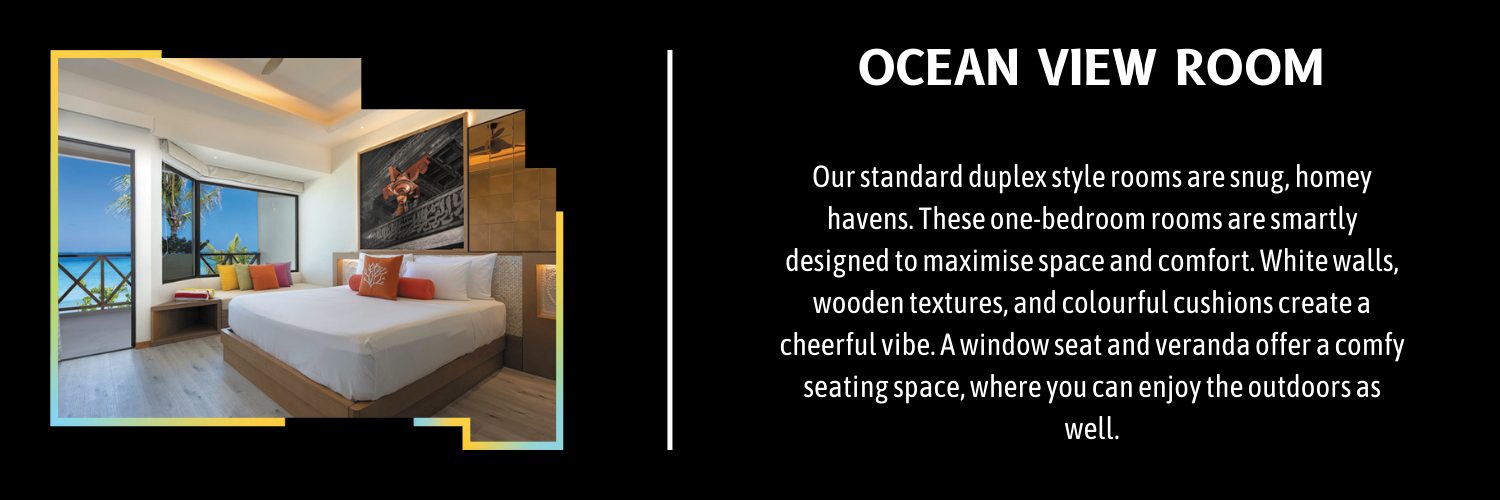 OCEAN VIEW ROOM
Our standard duplex style rooms are snug, homey
havens. These one-bedroom rooms are smartly
designed to maximise space and comfort. White walls,
wooden textures, and colourful cushions create a
cheerful vibe. A window seat and veranda offer a comfy
seating space, where you can enjoy the outdoors as
well.